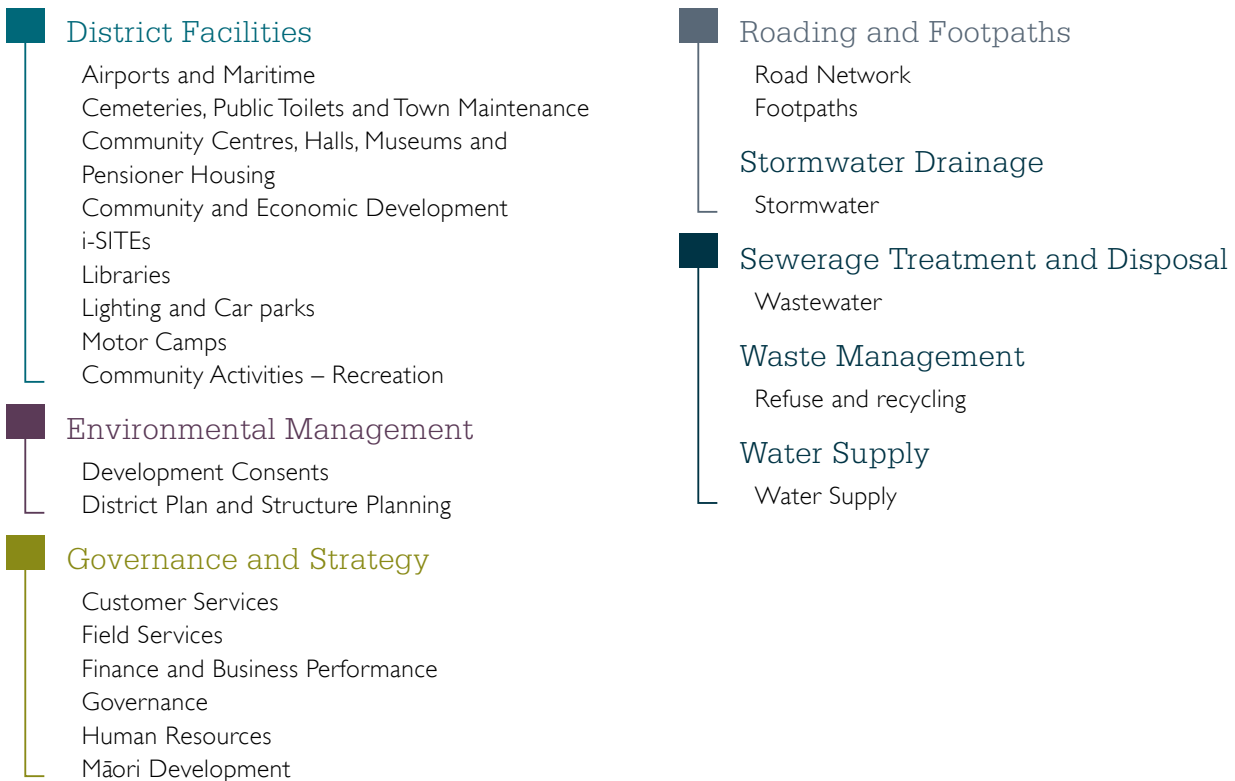 District Facilities
Airports and Maritime
Cemeteries, Public Toilets and Town Maintenance
Community Centres, Halls, Museums and
Pensioner Housing
Community and Economic Development
i-SITEs
Libraries
Lighting and Car parks
Motor Camps
Community Activities – Recreation
Environmental Management
Development Consents
District Plan and Structure Planning
Governance and Strategy
Customer Services
Field Services
Finance and Business Performance
Governance
Human Resources
Māori Development
Roading and Footpaths
Road Network
Footpaths
Stormwater Drainage
Stormwater
Sewerage Treatment and Disposal
Wastewater
Waste Management
Refuse and recycling
Water Supply
Water Supply